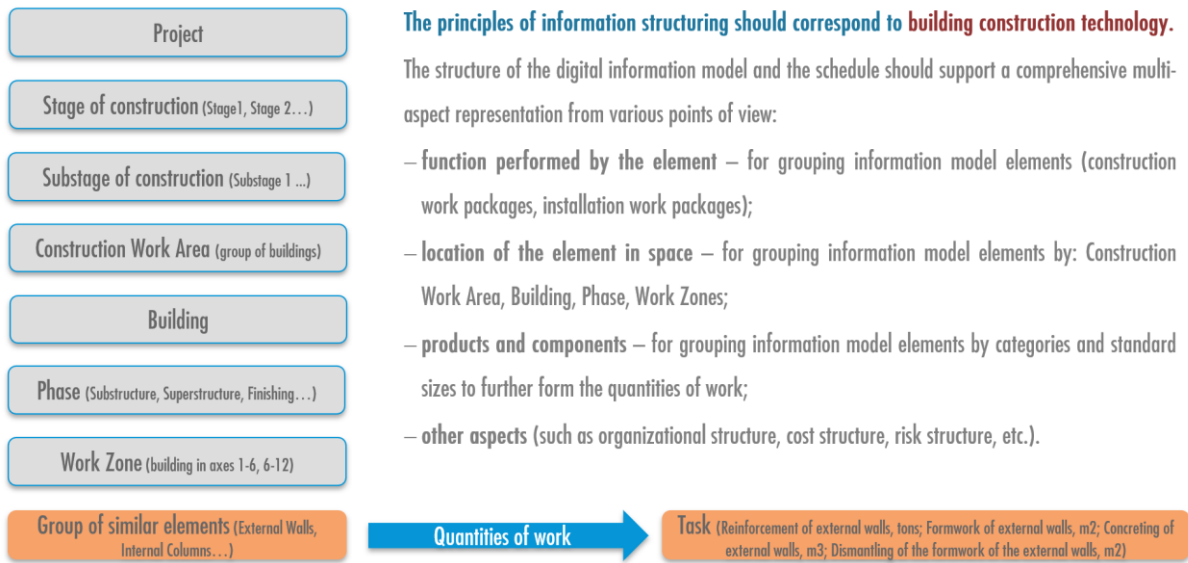 Project
Stage of construction (Stage1, Stage 2…)
Substage of construction (Substage 1 ...)
Construction Work Area (group of buildings)
Building
Phase (Substructure, Superstructure, Finishing…)
Work Zone (building in axes 1-6, 6-12)
Group of similar elements (External Walls,
Internal Columns…)
The principles of information structuring should correspond to building construction technology.
The structure of the digital information model and the schedule should support a comprehensive multi-
aspect representation from various points of view:
– function performed by the element – for grouping information model elements (construction
work packages, installation work packages);
– location of the element in space – for grouping information model elements by: Construction
Work Area, Building, Phase, Work Zones;
– products and components – for grouping information model elements by categories and standard
sizes to further form the quantities of work;
– other aspects (such as organizational structure, cost structure, risk structure, etc.).
Quantities of work
Task (Reinforcement of external walls, tons; Formwork of external walls, m2; Concreting of
external walls, m3; Dismantling of the formwork of the external walls, m2)